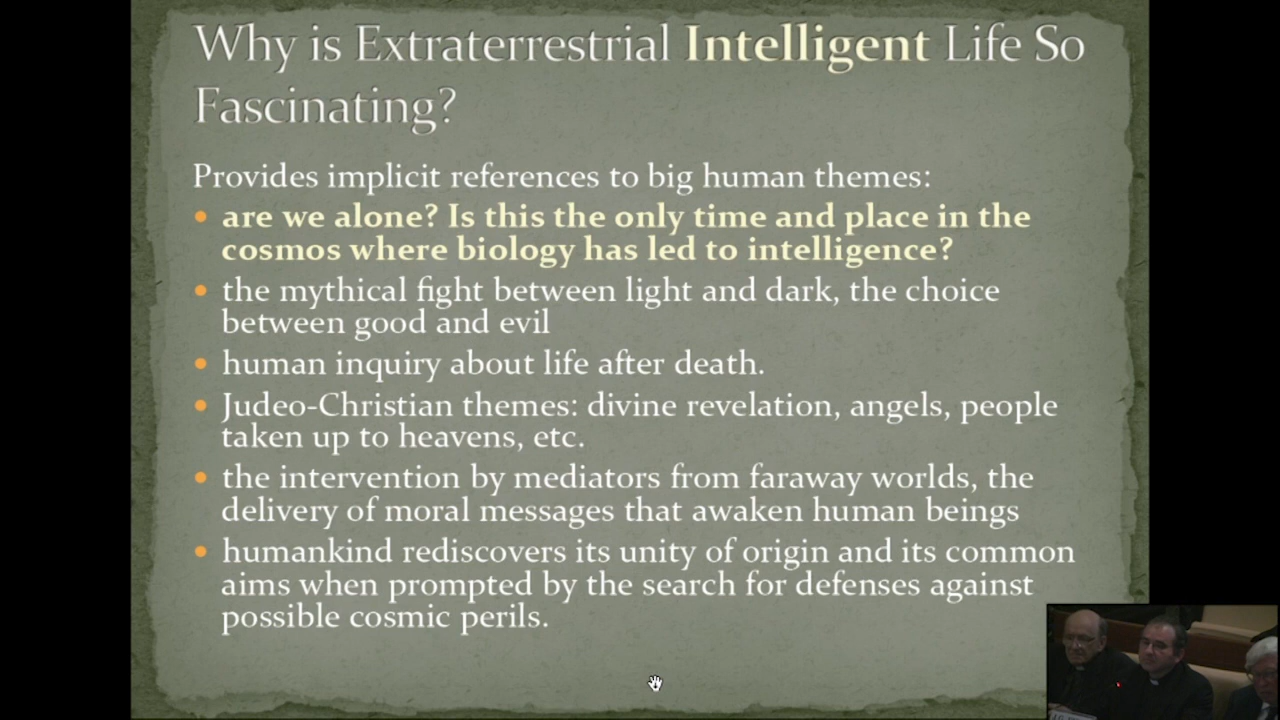 Why is Extraterrestrial Intelligent Life So
Fascinating?
Provides implicit references to big human themes:
• are we alone? Is this the only time and place in the
cosmos where biology has led to intelligence?
• the mythical fight between light and dark, the choice
between good and evil
• human inquiry about life after death.
• Judeo-Christian themes: divine revelation, angels, people
taken up to heavens, etc.
• the intervention by mediators from faraway worlds, the
delivery of moral messages that awaken human beings
• humankind rediscovers its unity of origin and its common
aims when prompted by the search for defenses against
possible cosmic perils.